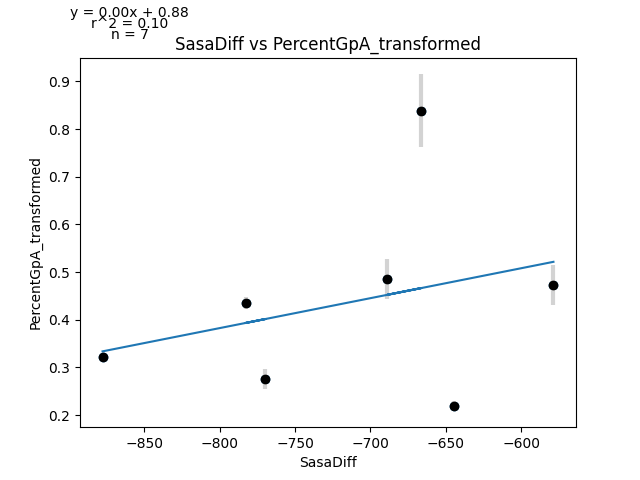 y = 0.00x + 0.88
r^2 = 0.10
n = 7
SasaDiff vs PercentGpA_transformed
0.9
0.8
0.7
0.6
0.5
0.4
0.3
0.2
PercentGpA_transformed
−850
−800
−750
−700
−650
−600
SasaDiff